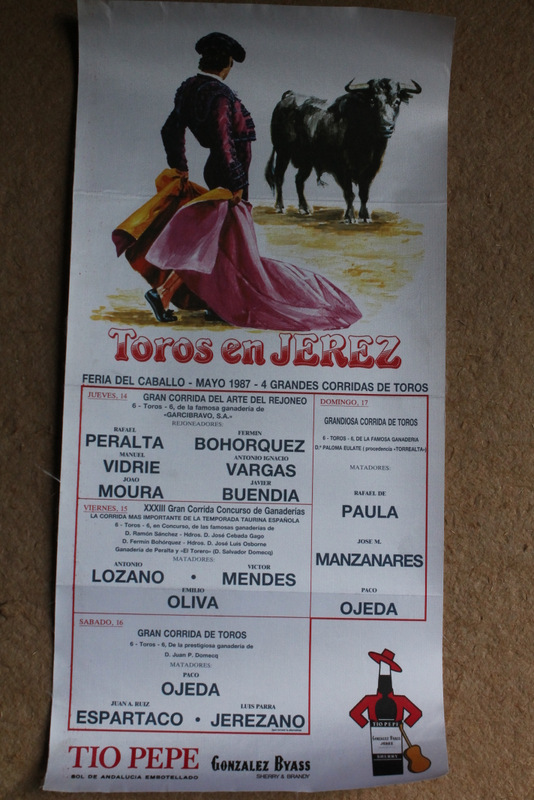 Toros en JEREZ
FERIA DEL CABALLO - MAYO 1987 - 4 GRANDES CORRIDAS DE TOROS
JUEVES, 14
GRAN CORRIDA DEL ARTE DEL REJONEO
6 - Toros - 6, de la famosa ganadería de
«GARCIBRAVO, S.A.»
REJONEADORES:
RAFAEL
PERALTA
FERMIN
BOHORQUEZ
MANUEL
VIDRIE
ANTONIO IGNACIO
VARGAS
JOAO
MOURA
JAVIER
BUENDIA
VIERNES, 15
XXXIII Gran Corrida Concurso de Ganaderías
LA CORRIDA MAS IMPORTANTE DE LA TEMPORADA TAURINA ESPAÑOLA
6 - Toros - 6, en Concurso, de las famosas ganaderías de
D. Ramón Sánchez - Hdros. D. José Cebada Gago
D. Fermín Bohórquez - Hdros. D. José Luis Osborne
Ganadería de Peralta y «El Torero» (D. Salvador Domecq)
ANTONIO
LOZANO
•
VICTOR
MENDES
EMILIO
OLIVA
SABADO, 16
GRAN CORRIDA DE TOROS
6 - Toros - 6, De la prestigiosa ganadería de
D. Juan P. Domecq
MATADORES:
PACO
OJEDA
JUAN A. RUIZ
ESPARTACO
•
LUIS PARRA
JEREZANO
DOMINGO, 17
GRANDIOSA CORRIDA DE TOROS
6 - TOROS - 6, DE LA FAMOSA GANADERIA
D.ª PALOMA EULATE (procedencia «TORREALTA»)
MATADORES:
RAFAEL DE
PAULA
JOSE M.
MANZANARES
PACO
OJEDA
TIO PEPE
SOL DE ANDALUCIA EMBOTELLADO
GONZALEZ BYASS
SHERRY & BRANDY
TIO PEPE
GONZALEZ BYASS
JEREZ
SHERRY